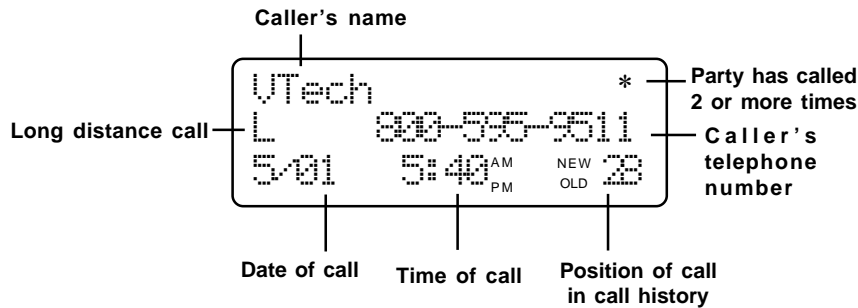 Caller's name
VTech *
Party has called
2 or more times
Long distance call
L 800-595-9511
Caller's
telephone
number
5/01 5:40 AM PM NEW OLD 28
Date of call
Time of call
Position of call
in call history